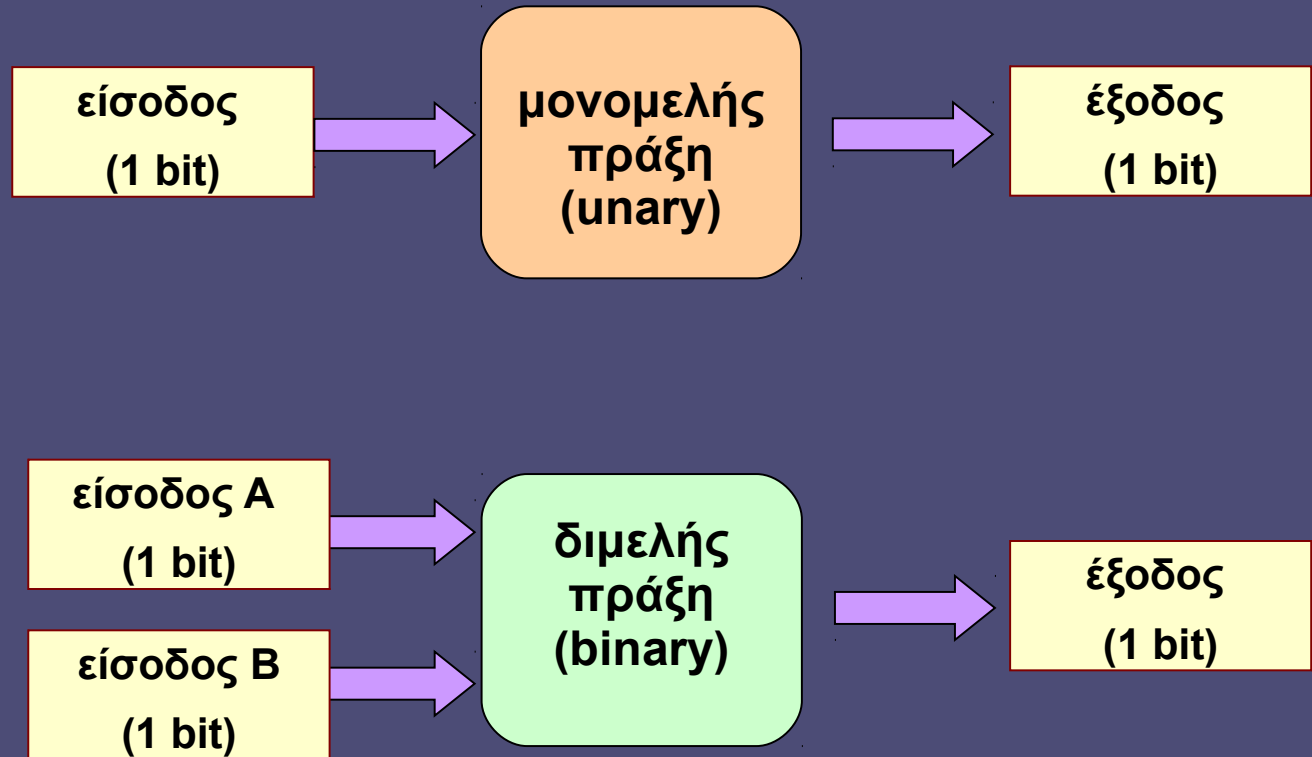 είσοδος
(1 bit)
μονομελής
πράξη
(unary)
έξοδος
(1 bit)
είσοδος Α
(1 bit)
είσοδος Β
(1 bit)
διμελής
πράξη
(binary)
έξοδος
(1 bit)